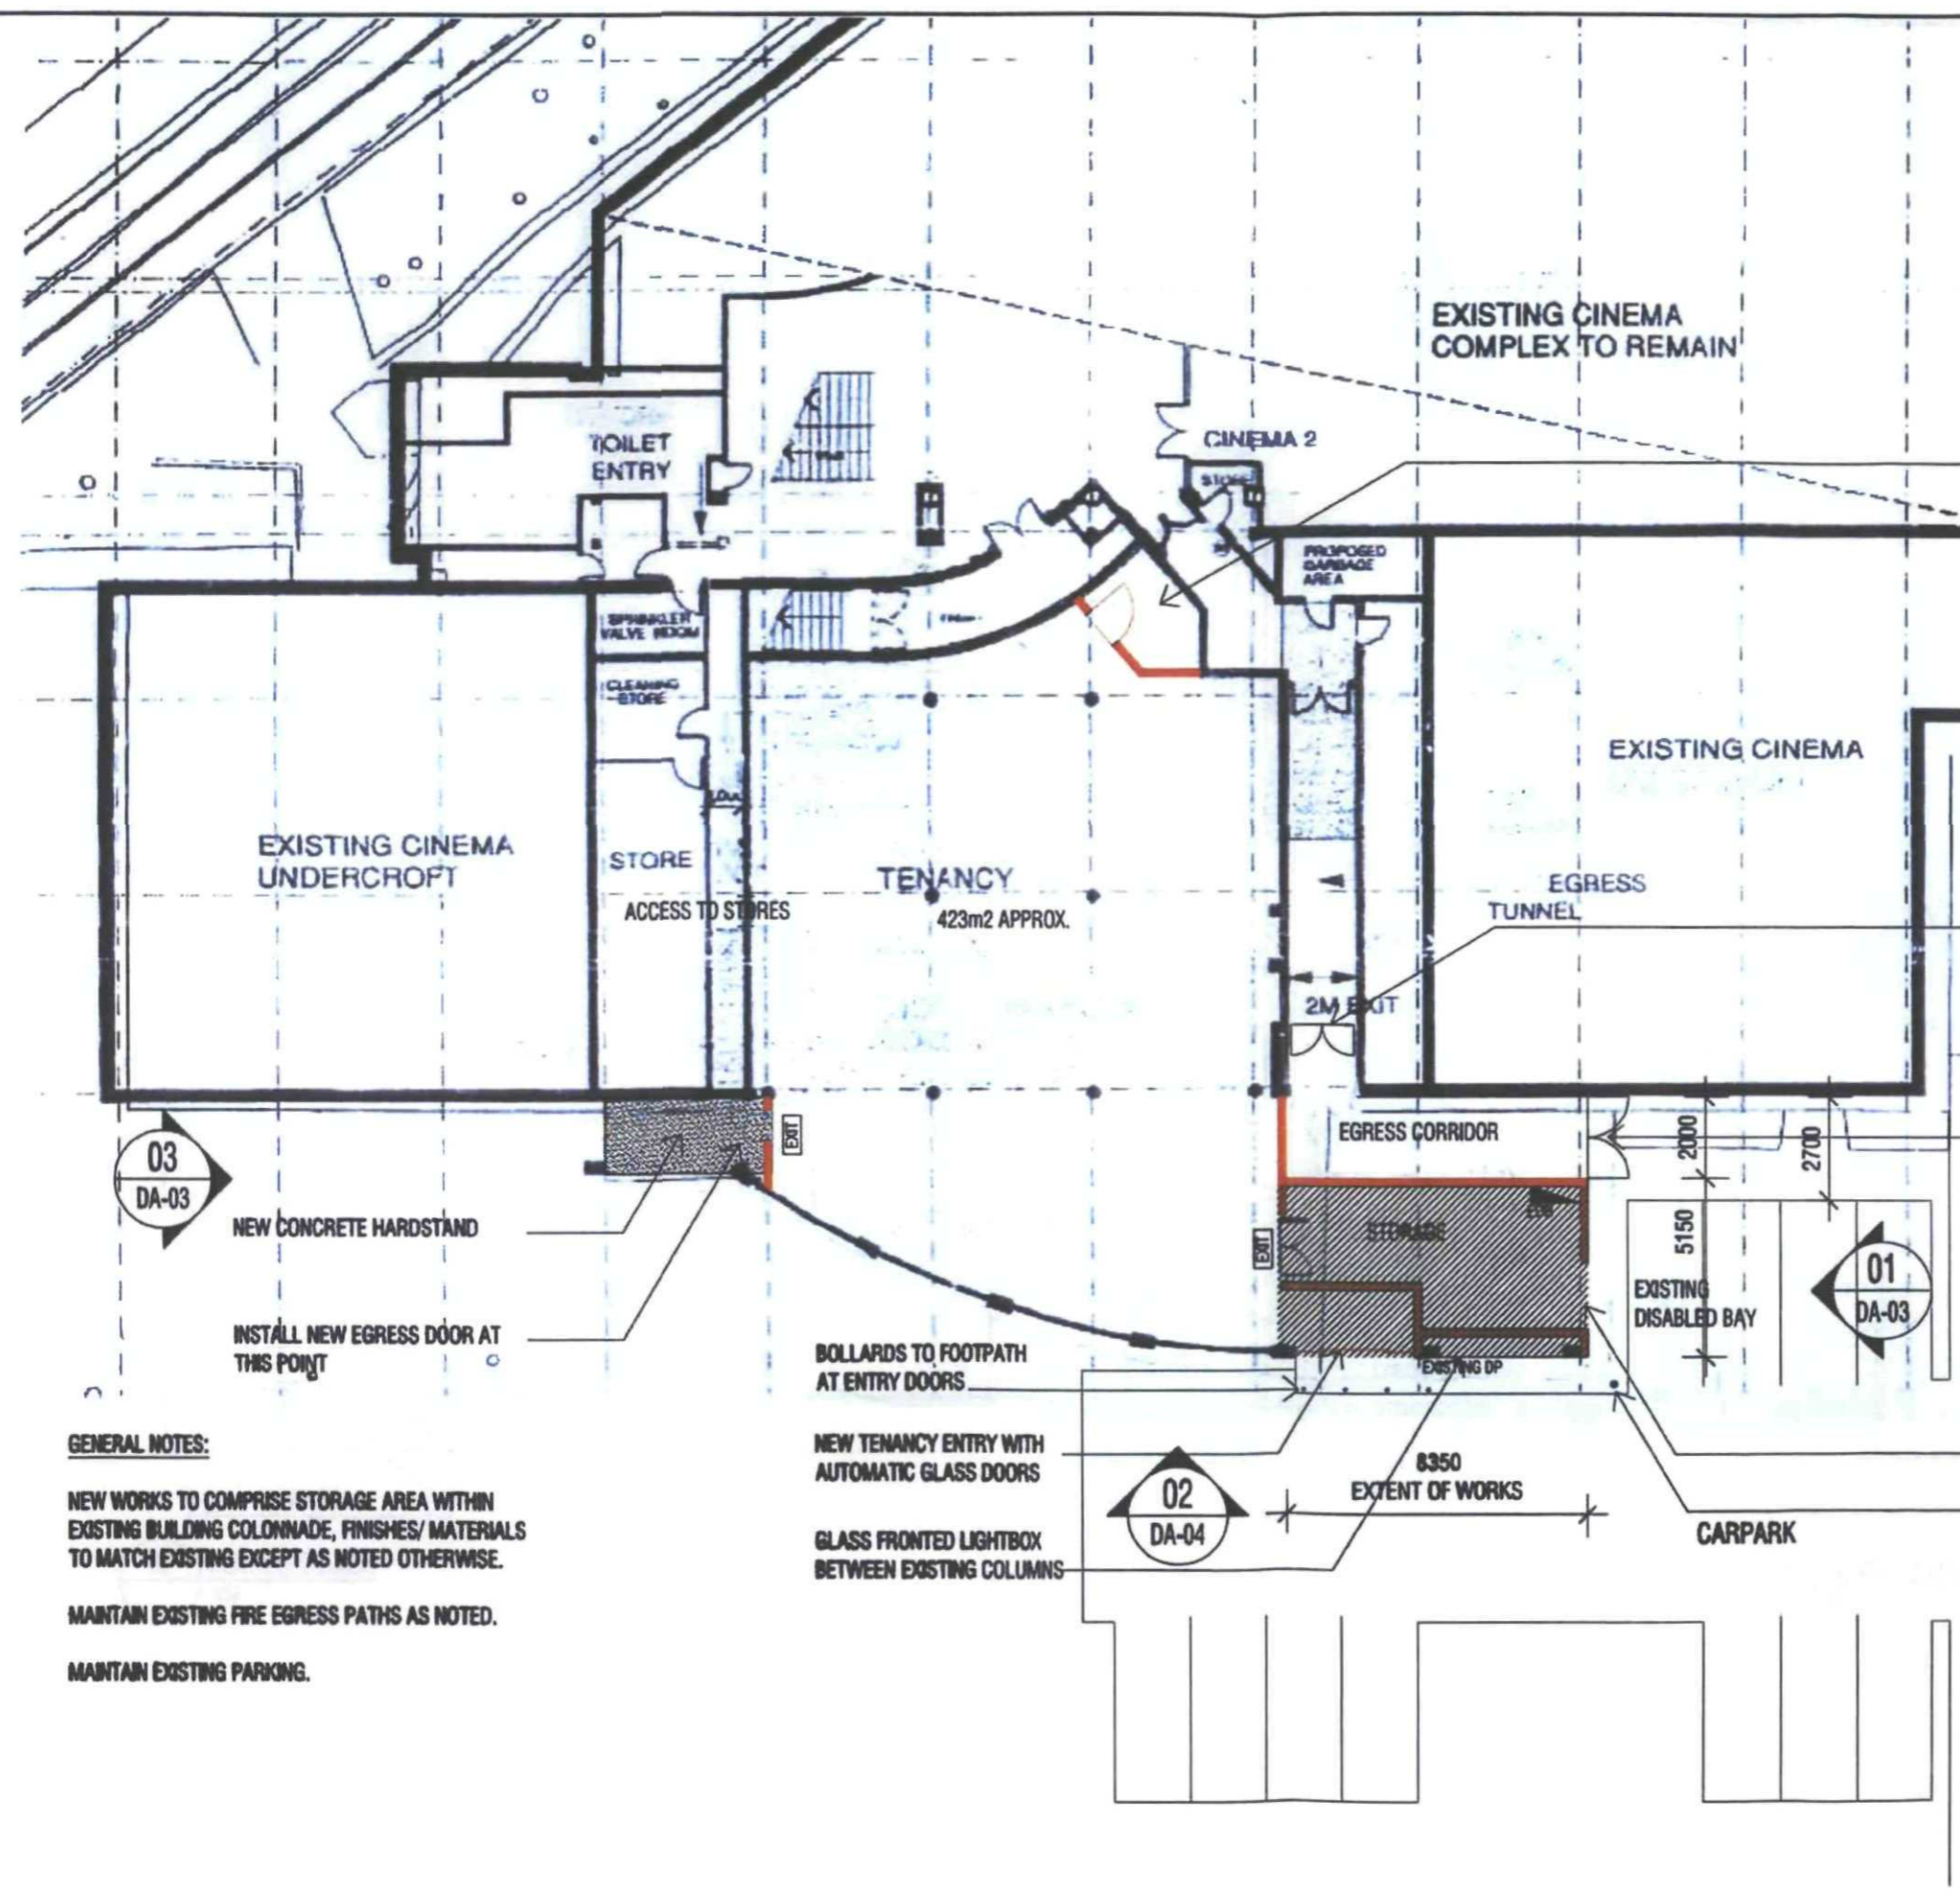 EXISTING CINEMA
COMPLEX TO REMAIN
TOILET
ENTRY
CINEMA 2
STORE
PROPOSED
GARBAGE
AREA
SPRINKLER
VALVE ROOM
CLEANING
STORE
EXISTING CINEMA
EXISTING CINEMA
UNDERCROFT
STORE
ACCESS TO STORES
TENANCY
423m2 APPROX.
EGRESS
TUNNEL
2M EXIT
EGRESS CORRIDOR
2000
2700
5150
03
DA-03
EXIT
NEW CONCRETE HARDSTAND
STORAGE
EXIT
EXISTING
DISABLED BAY
01
DA-03
INSTALL NEW EGRESS DOOR AT
THIS POINT
BOLLARDS TO FOOTPATH
AT ENTRY DOORS
EXISTING DP
GENERAL NOTES:
NEW WORKS TO COMPRISE STORAGE AREA WITHIN
EXISTING BUILDING COLONNADE, FINISHES/ MATERIALS
TO MATCH EXISTING EXCEPT AS NOTED OTHERWISE.
MAINTAIN EXISTING FIRE EGRESS PATHS AS NOTED.
MAINTAIN EXISTING PARKING.
NEW TENANCY ENTRY WITH
AUTOMATIC GLASS DOORS
GLASS FRONTED LIGHTBOX
BETWEEN EXISTING COLUMNS
02
DA-04
8350
EXTENT OF WORKS
CARPARK